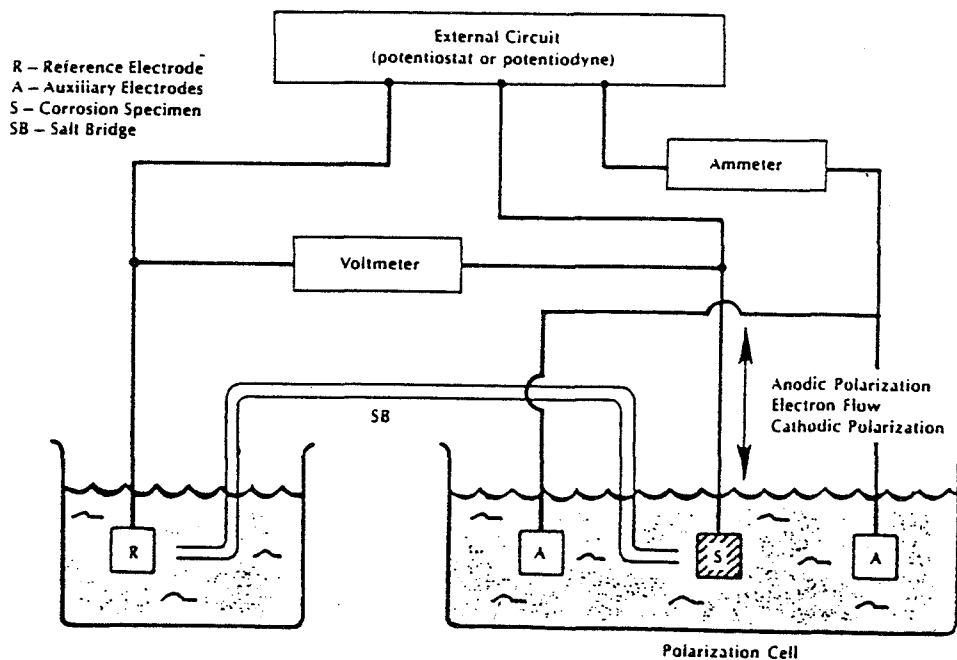 External Circuit
(potentiostat or potentiodyne)
R – Reference Electrode
A – Auxiliary Electrodes
S – Corrosion Specimen
SB – Salt Bridge
Ammeter
Voltmeter
Anodic Polarization
Electron Flow
Cathodic Polarization
SB
R
A
S
A
Polarization Cell